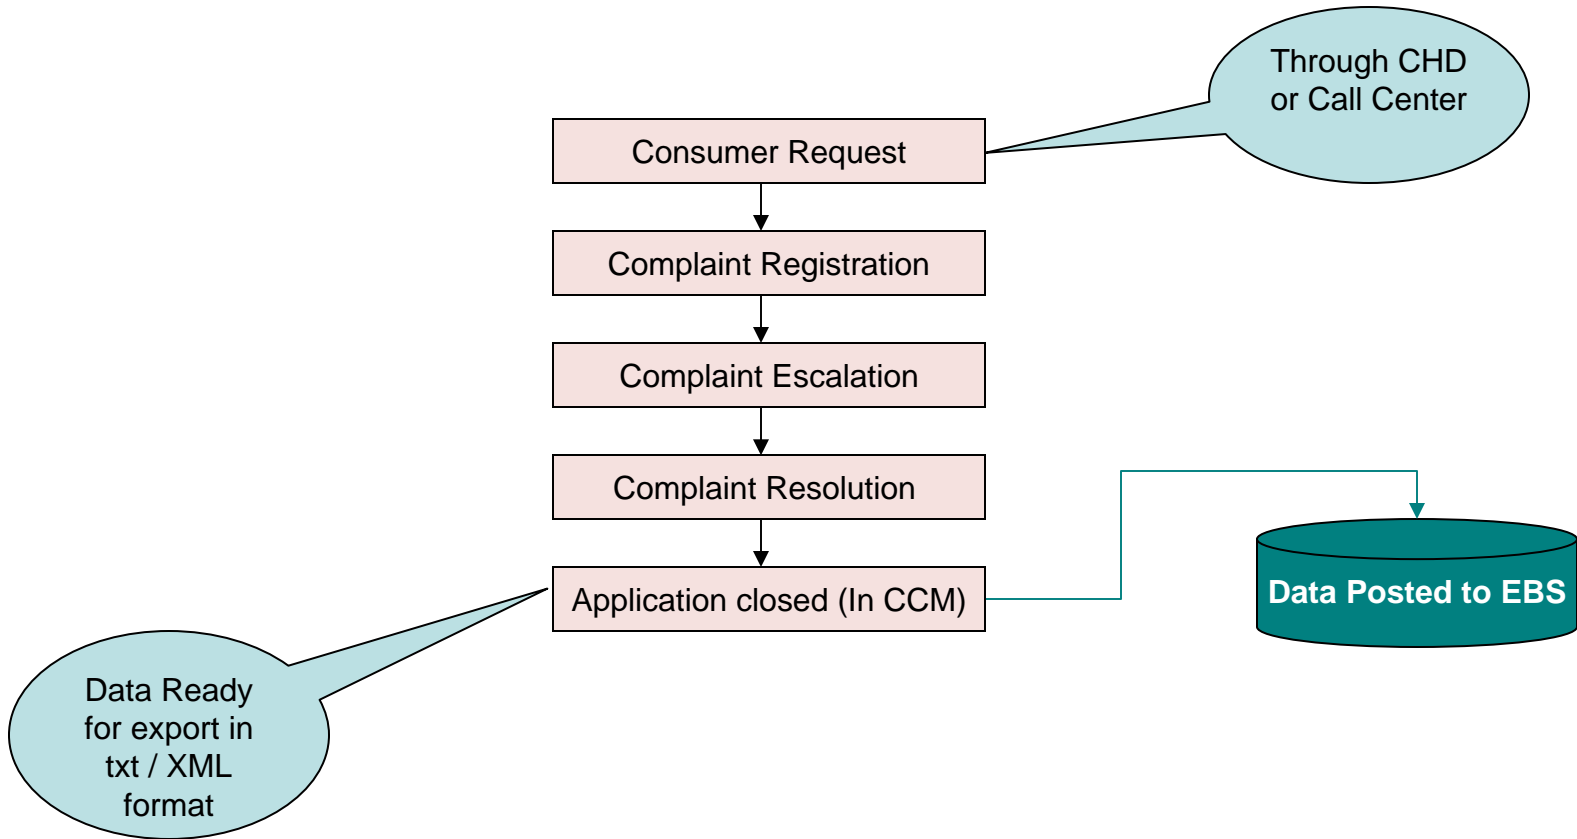 Through CHD
or Call Center
Consumer Request
Complaint Registration
Complaint Escalation
Complaint Resolution
Application closed (In CCM)
Data Posted to EBS
Data Ready
for export in
txt / XML
format